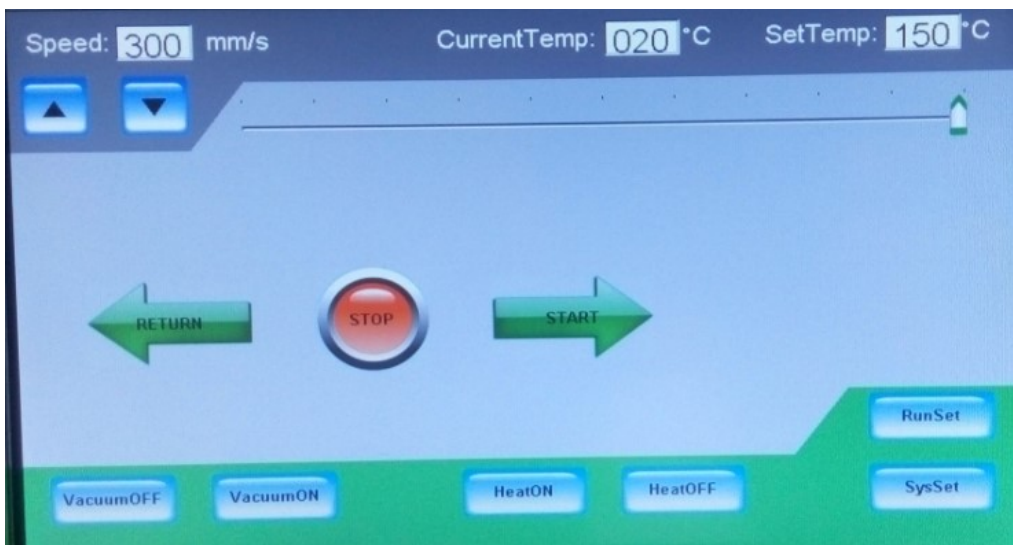 Speed: 300 mm/s CurrentTemp: 020 °C SetTemp: 150 °C
RETURN STOP START
RunSet
VacuumOFF VacuumON HeatON HeatOFF SysSet